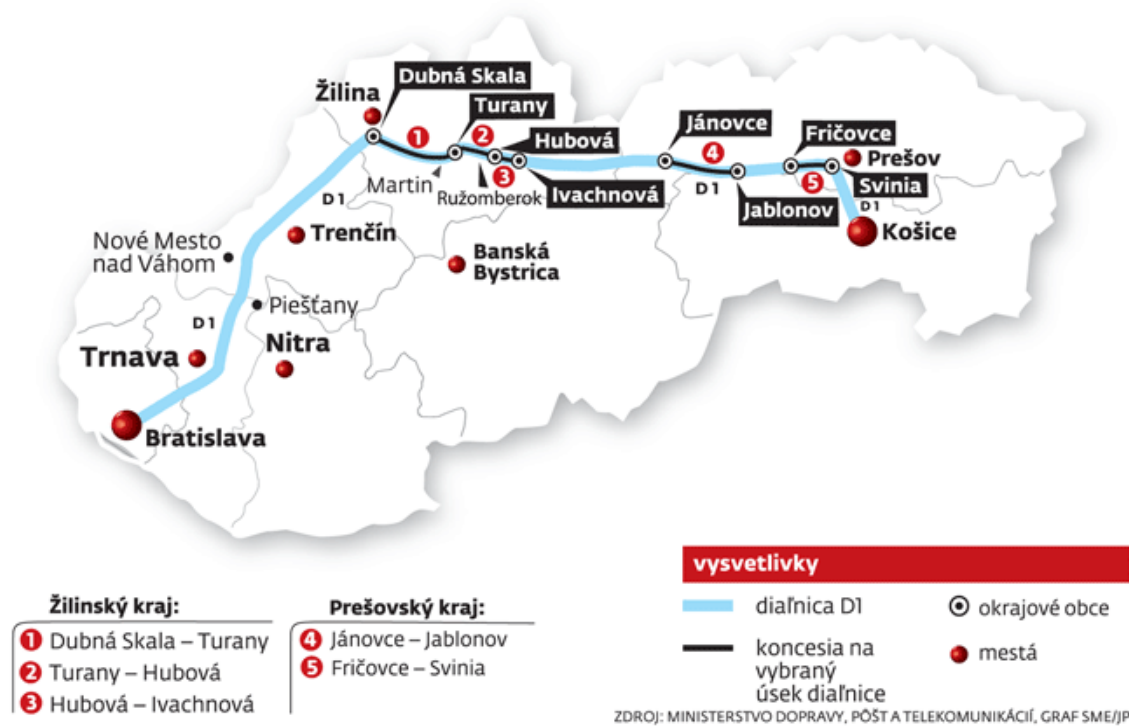 Dubná Skala
Žilina
Turany
1
2
Hubová
Jánovce
Fričovce
4
Prešov
Martin
3
Ružomberok
Ivachnová
D1
5
Svinia
Jablonov
D1
Košice
D1
Trenčín
Nové Mesto
nad Váhom
Banská
Bystrica
Piešťany
D1
Trnava
Nitra
Bratislava
vysvetlivky
diaľnica D1
okrajové obce
koncesia na
vybraný
úsek diaľnice
mestá
Žilinský kraj:
1 Dubná Skala – Turany
2 Turany – Hubová
3 Hubová – Ivachnová
Prešovský kraj:
4 Jánovce – Jablonov
5 Fričovce – Svinia
ZDROJ: MINISTERSTVO DOPRAVY, PÔŠT A TELEKOMUNIKÁCIÍ, GRAF SME/JP